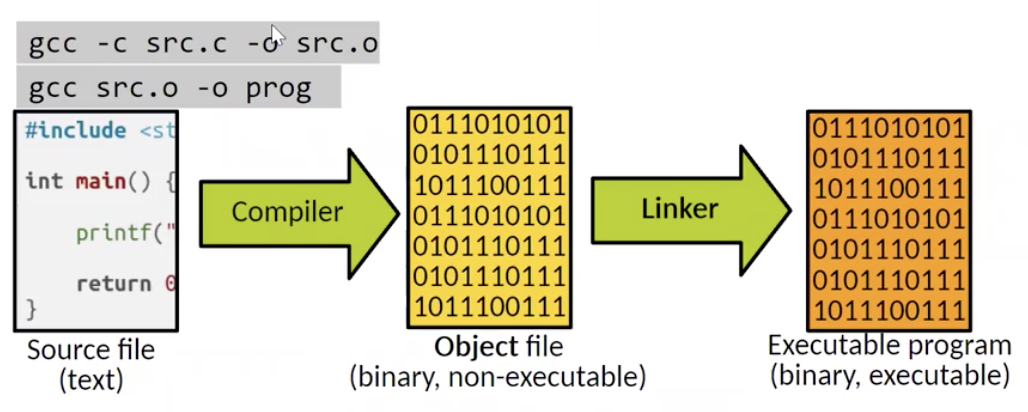 gcc -c src.c -o src.o
gcc src.o -o prog
#include <st
int main() {
printf("
return 0
}
Source file
(text)
Compiler
0111010101
0101110111
1011100111
0111010101
0101110111
0101110111
1011100111
Object file
(binary, non-executable)
Linker
0111010101
0101110111
1011100111
0111010101
0101110111
0101110111
1011100111
Executable program
(binary, executable)